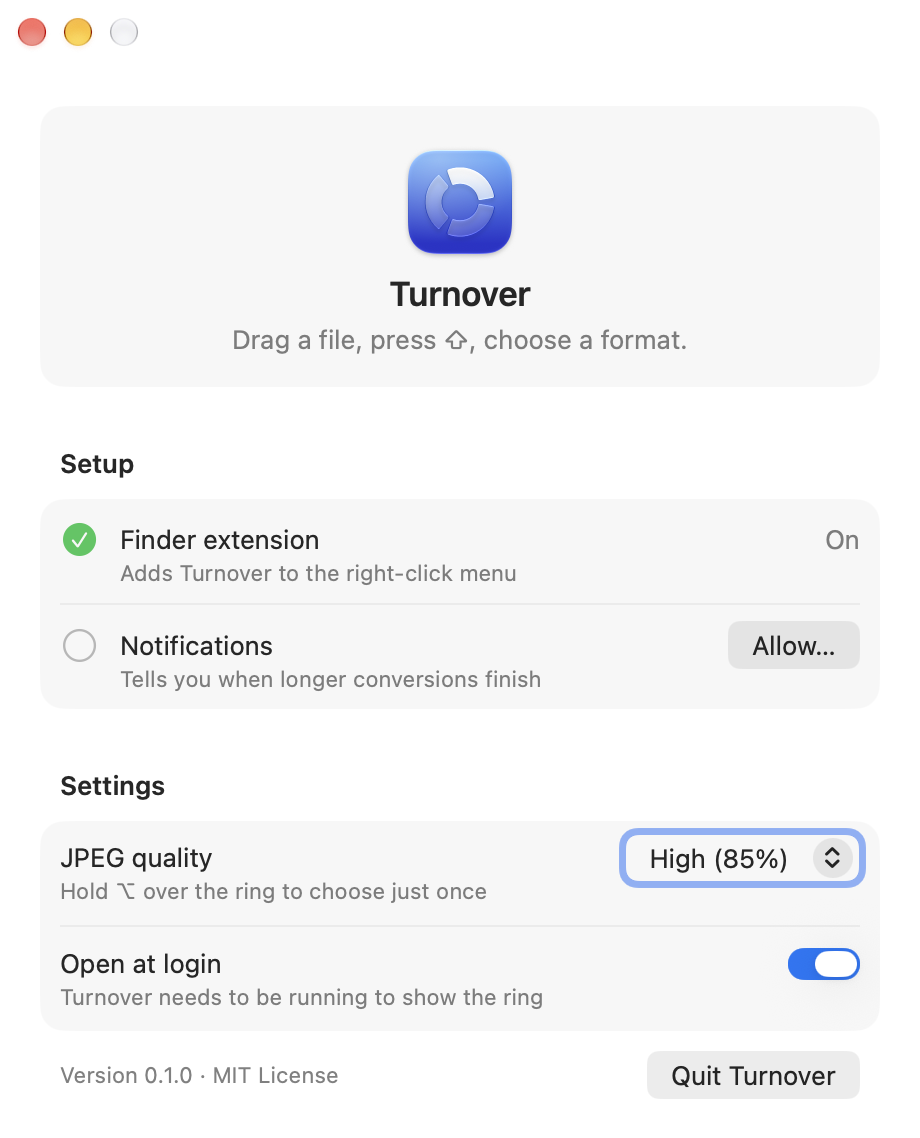 Turnover
Drag a file, press ⇧, choose a format.
Setup
Finder extension
On
Adds Turnover to the right-click menu
Notifications
Allow...
Tells you when longer conversions finish
Settings
JPEG quality
High (85%)
Hold ⌥ over the ring to choose just once
Open at login
Turnover needs to be running to show the ring
Version 0.1.0 · MIT License
Quit Turnover